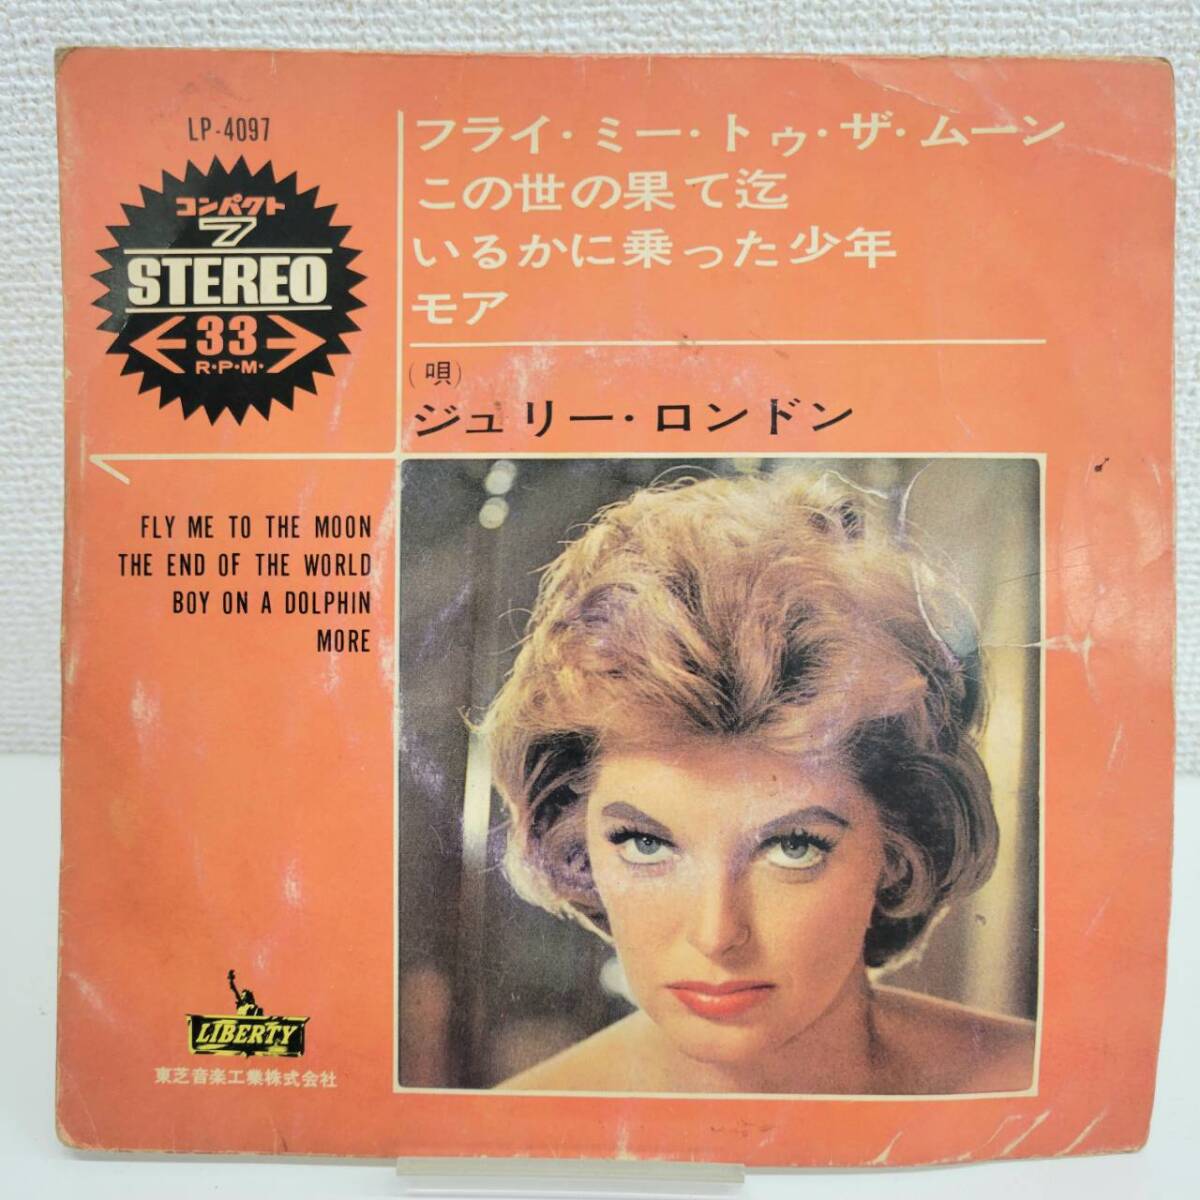 LP-4097
コンパクト
7
STEREO
33
R・P・M・
フライ・ミー・トゥ・ザ・ムーン
この世の果て迄
いるかに乗った少年
モア
(唄)
ジュリー・ロンドン
FLY ME TO THE MOON
THE END OF THE WORLD
BOY ON A DOLPHIN
MORE
LIBERTY
東芝音楽工業株式会社